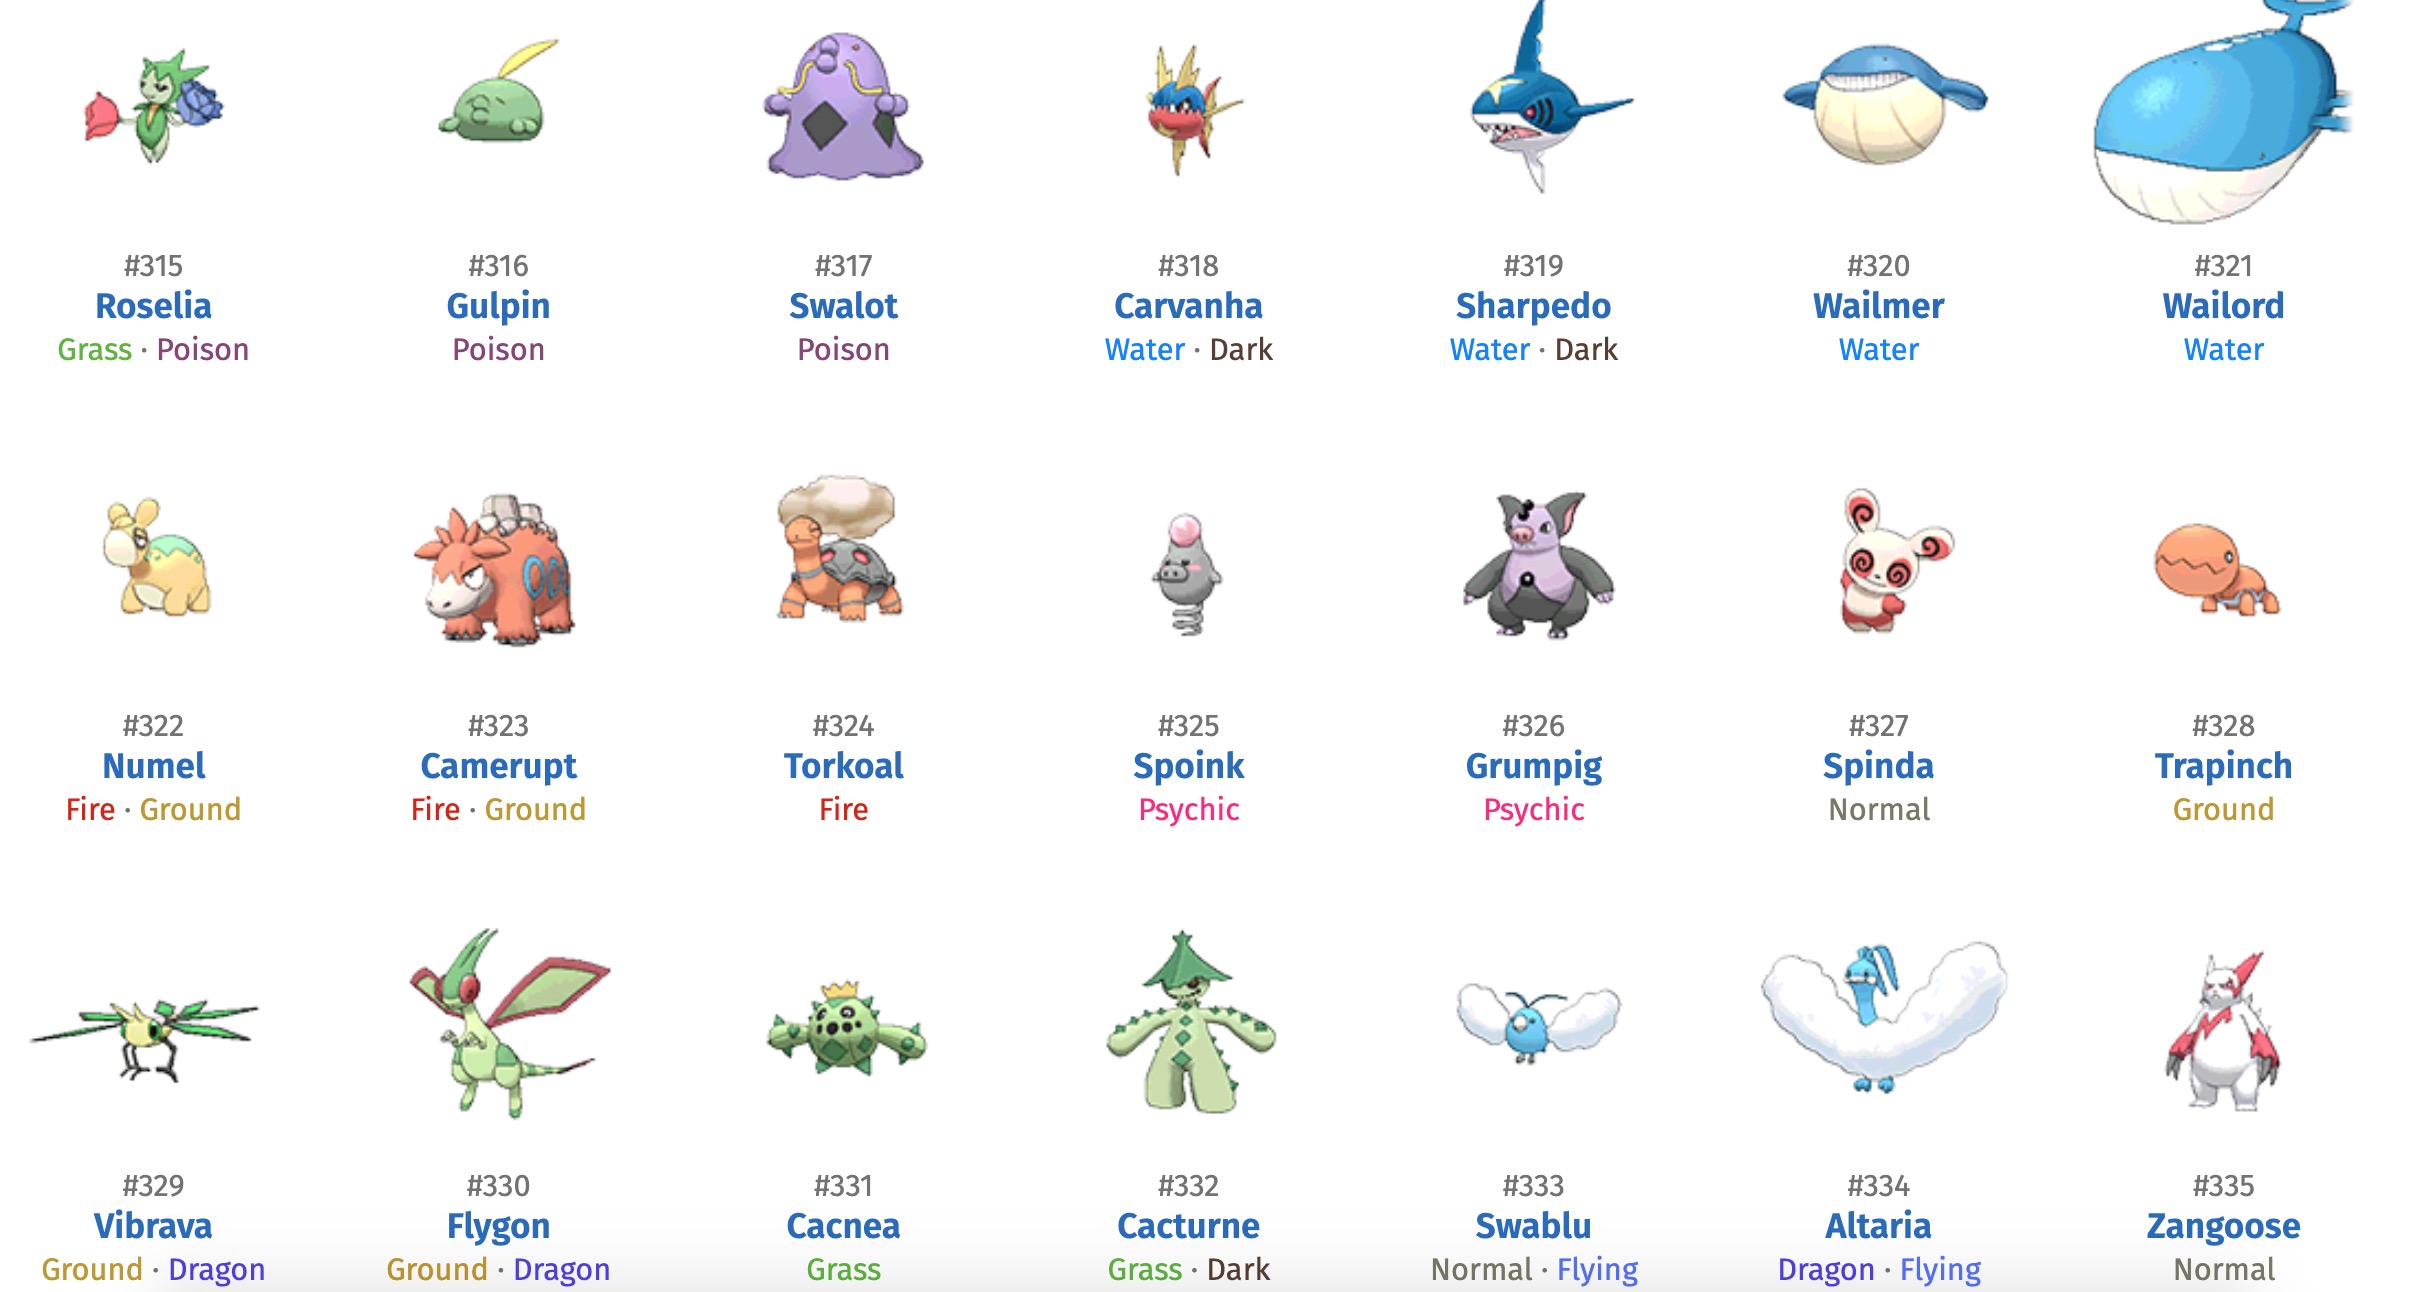 #315 #316 #317 #318 #319 #320 #321
Roselia Gulpin Swalot Carvanha Sharpedo Wailmer Wailord
Grass · Poison Poison Poison Water · Dark Water · Dark Water Water
#322 #323 #324 #325 #326 #327 #328
Numel Camerupt Torkoal Spoink Grumpig Spinda Trapinch
Fire · Ground Fire · Ground Fire Psychic Psychic Normal Ground
#329 #330 #331 #332 #333 #334 #335
Vibrava Flygon Cacnea Cacturne Swablu Altaria Zangoose
Ground · Dragon Ground · Dragon Grass Grass · Dark Normal · Flying Dragon · Flying Normal